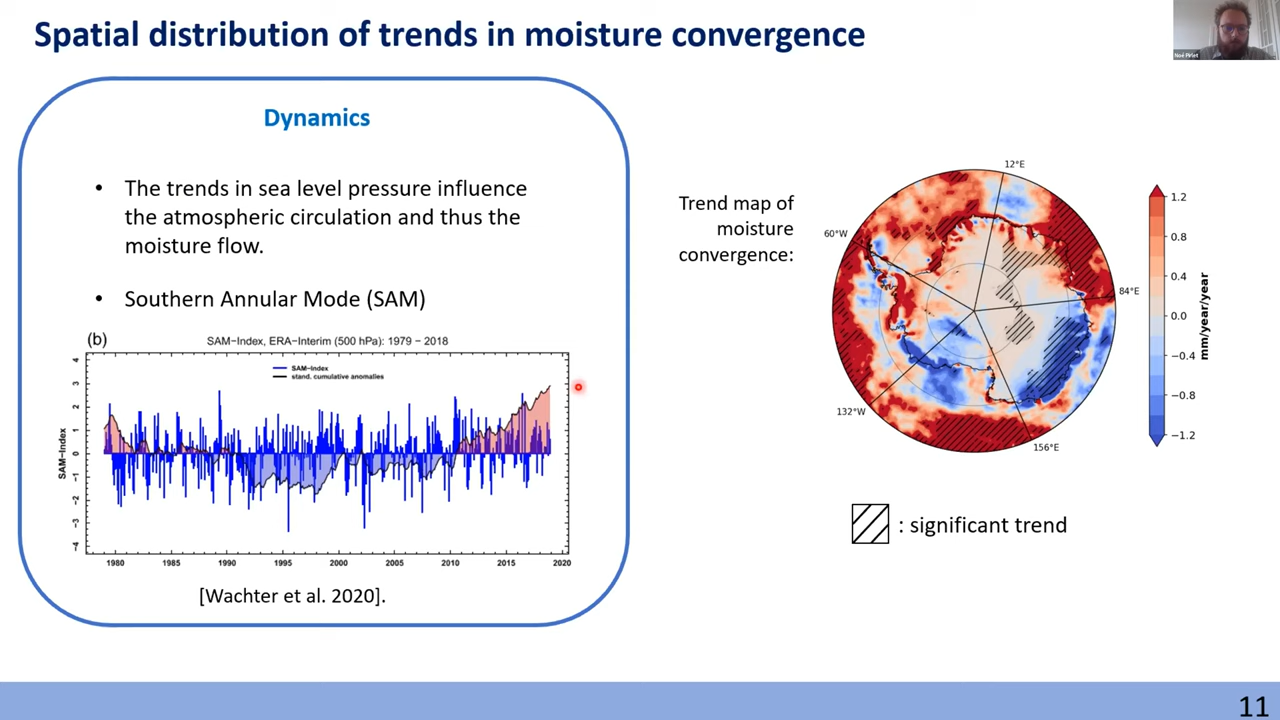 Spatial distribution of trends in moisture convergence
Noé Pirlet
Dynamics
• The trends in sea level pressure influence
the atmospheric circulation and thus the
moisture flow.
• Southern Annular Mode (SAM)
(b)
SAM−Index, ERA−Interim (500 hPa): 1979 − 2018
SAM−Index
stand. cumulative anomalies
SAM−Index
4
3
2
1
0
−1
−2
−3
−4
1980 1985 1990 1995 2000 2005 2010 2015 2020
[Wachter et al. 2020].
Trend map of
moisture
convergence:
12°E
60°W
84°E
132°W
156°E
1.2
0.8
0.4
0.0
−0.4
−0.8
−1.2
mm/year/year
: significant trend
11